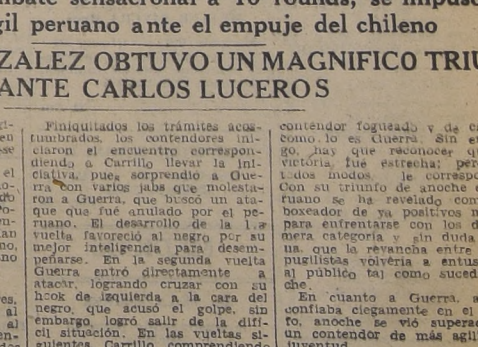 sensacional a 10 rounds, se impuso
gil peruano ante el empuje del chileno
ZALEZ OBTUVO UN MAGNIFICO TRIU
ANTE CARLOS LUCEROS
Finiquitados los trámites acos-
tumbrados, los contendores ini-
ciaron el encuentro correspon-
diendo a Carrillo llevar la ini-
ciativa, pues sorprendió a Gue-
rra con varios jabs que molesta-
ron a Guerra, que buscó un ata-
que que fué anulado por el pe-
ruano. El desarrollo de la 1.a
vuelta favoreció al negro por su
mejor inteligencia para desem-
peñarse. En la segunda vuelta
Guerra entró directamente a
atacar, logrando cruzar con su
hook de izquierda a la cara del
negro, que acusó el golpe, sin
embargo, logró salir de la difí-
cil situación. En las vueltas si-
guientes Carrillo comprendiendo
contendor fogueado y de c
como lo es Guerra. Sin e
go, hay que reconocer q
victoria fué estrecha; per
todos modos le correspo
Con su triunfo de anoche e
ruano se ha revelado com
boxeador de ya positivos m
para enfrentarse con los d
mera categoría y sin duda
una que la revancha entre
pugilistas volvería a entus
al público tal como suced
che.
En cuanto a Guerra, a
confiaba ciegamente en el
fo, anoche se vió supera
un contendor de más agil
juventud